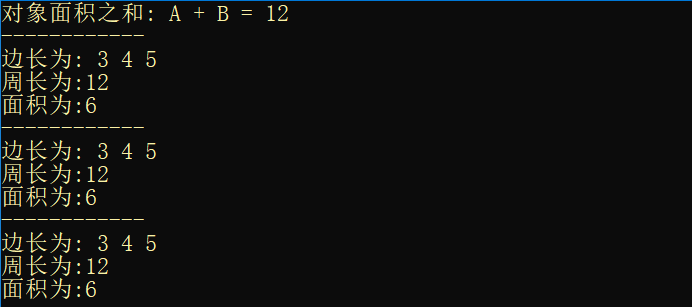 对象面积之和: A + B = 12
------------
边长为: 3 4 5
周长为:12
面积为:6
------------
边长为: 3 4 5
周长为:12
面积为:6
------------
边长为: 3 4 5
周长为:12
面积为:6